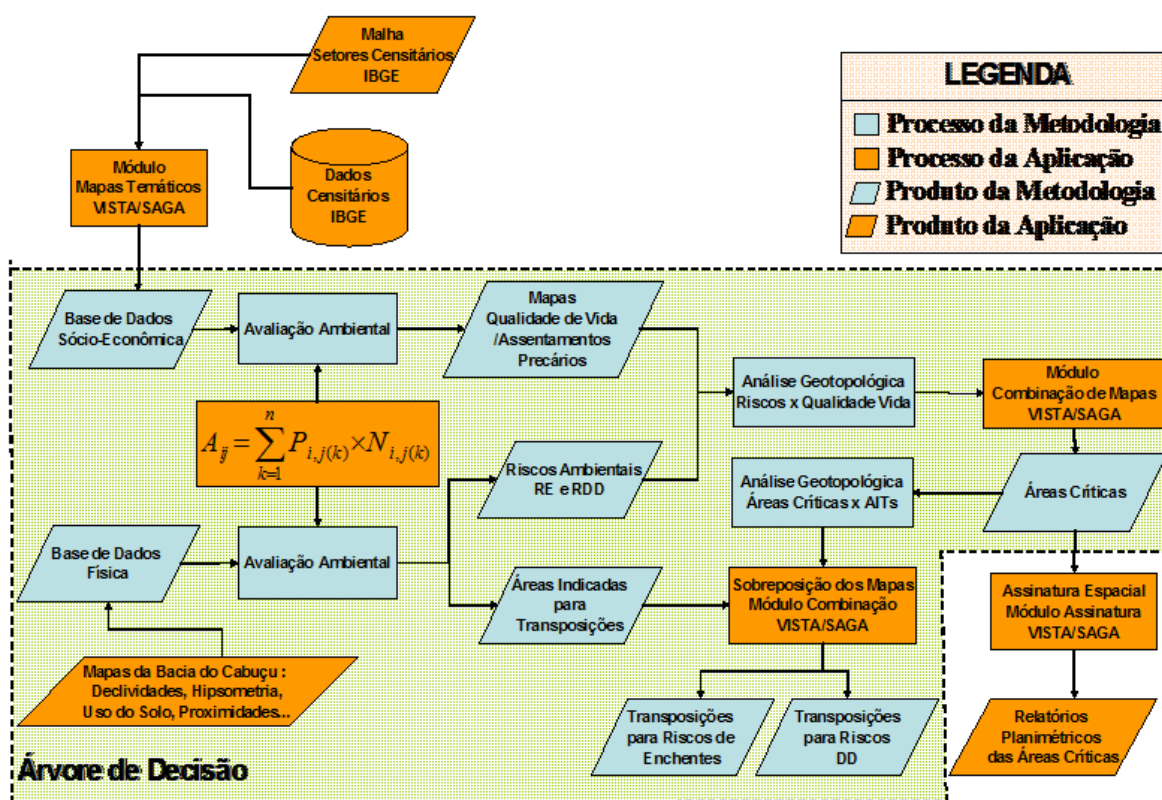 Malha
Setores Censitários
IBGE
LEGENDA
Processo da Metodologia
Processo da Aplicação
Produto da Metodologia
Produto da Aplicação
Módulo
Mapas Temáticos
VISTA/SAGA
Dados
Censitários
IBGE
Base de Dados
Sócio-Econômica
Avaliação Ambiental
Mapas
Qualidade de Vida
/Assentamentos
Precários
Análise Geotopológica
Riscos x Qualidade Vida
Módulo
Combinação de Mapas
VISTA/SAGA
A_{ij} = \sum_{k=1}^{n} P_{i,j(k)} × N_{i,j(k)}
Riscos Ambientais
RE e RDD
Análise Geotopológica
Áreas Críticas x AITs
Áreas Críticas
Base de Dados
Física
Avaliação Ambiental
Áreas Indicadas
para
Transposições
Sobreposição dos Mapas
Módulo Combinação
VISTA/SAGA
Assinatura Espacial
Módulo Assinatura
VISTA/SAGA
Mapas da Bacia do Cabuçu :
Declividades, Hipsometria,
Uso do Solo, Proximidades...
Transposições
para Riscos de
Enchentes
Transposições
para Riscos
DD
Relatórios
Planimétricos
das Áreas Críticas
Árvore de Decisão